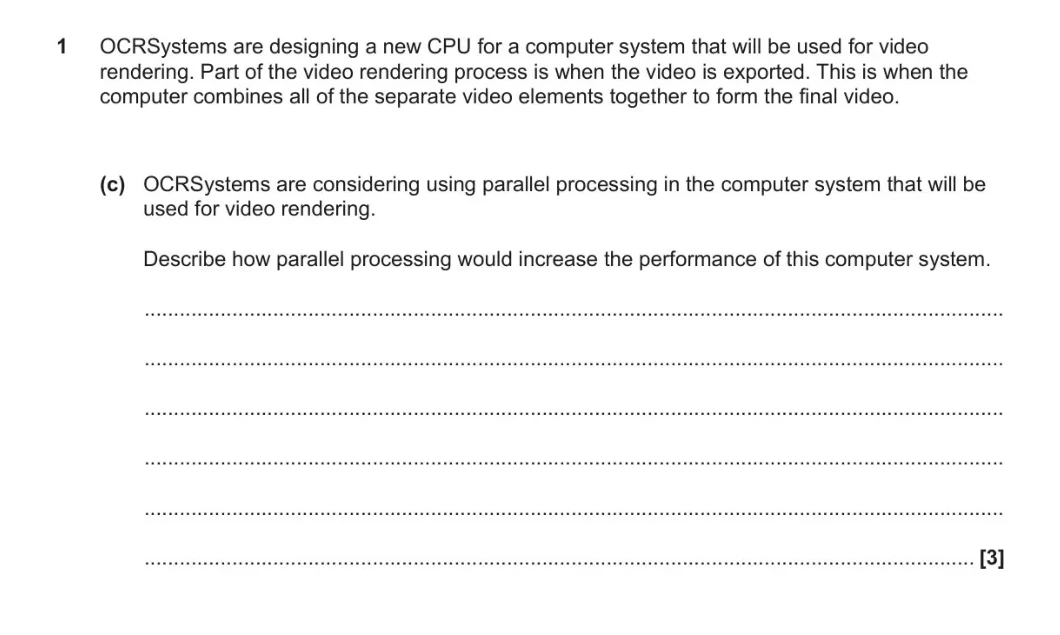 1 OCRSystems are designing a new CPU for a computer system that will be used for video
rendering. Part of the video rendering process is when the video is exported. This is when the
computer combines all of the separate video elements together to form the final video.
(c) OCRSystems are considering using parallel processing in the computer system that will be
used for video rendering.
Describe how parallel processing would increase the performance of this computer system.
[3]